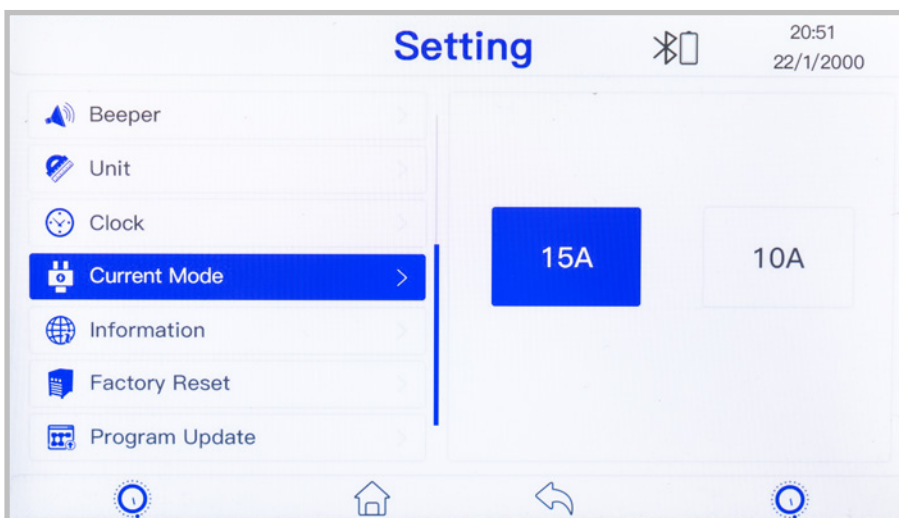 Setting
20:51
22/1/2000
Beeper
Unit
Clock
Current Mode
Information
Factory Reset
Program Update
15A
10A